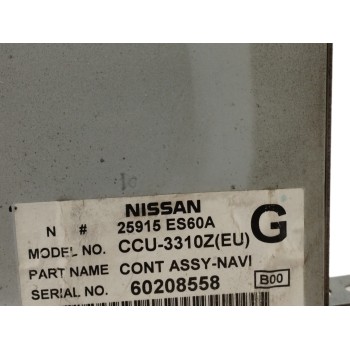 NISSAN
N # 25915 ES60A
G
MODEL NO. CCU-3310Z(EU)
PART NAME CONT ASSY-NAVI
SERIAL NO. 60208558 B00